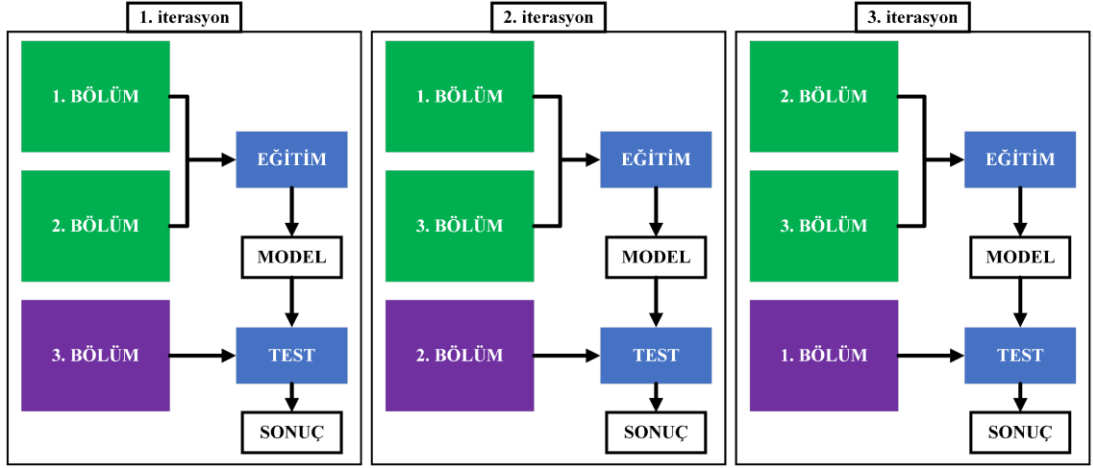 1. iterasyon
1. BÖLÜM
EĞİTİM
2. BÖLÜM
MODEL
3. BÖLÜM
TEST
SONUÇ
2. iterasyon
1. BÖLÜM
EĞİTİM
3. BÖLÜM
MODEL
2. BÖLÜM
TEST
SONUÇ
3. iterasyon
2. BÖLÜM
EĞİTİM
3. BÖLÜM
MODEL
1. BÖLÜM
TEST
SONUÇ